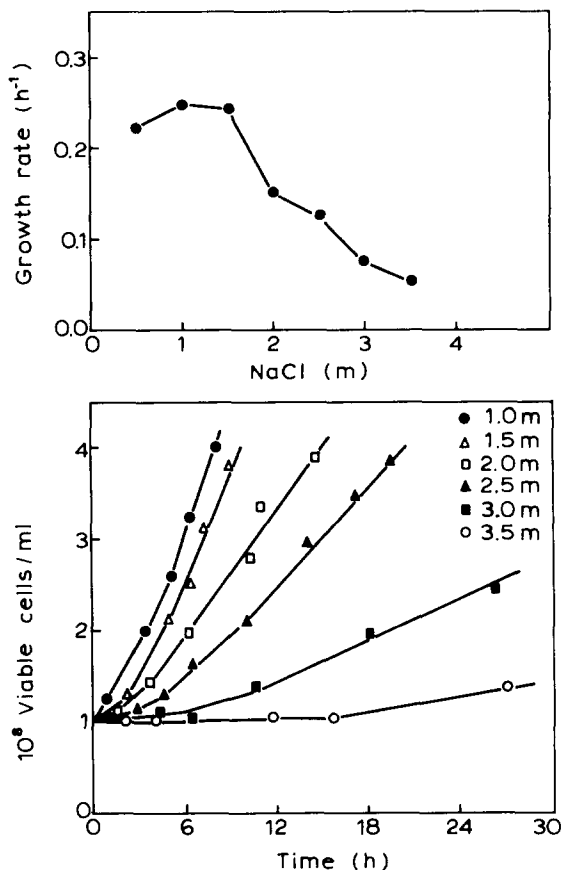 0.3
0.2
0.1
0.0
Growth rate (h⁻¹)
0 1 2 3 4
NaCl (m)
● 1.0 m
△ 1.5 m
□ 2.0 m
▲ 2.5 m
■ 3.0 m
○ 3.5 m
4
3
2
1
0
10⁸ Viable cells/ml
0 6 12 18 24 30
Time (h)